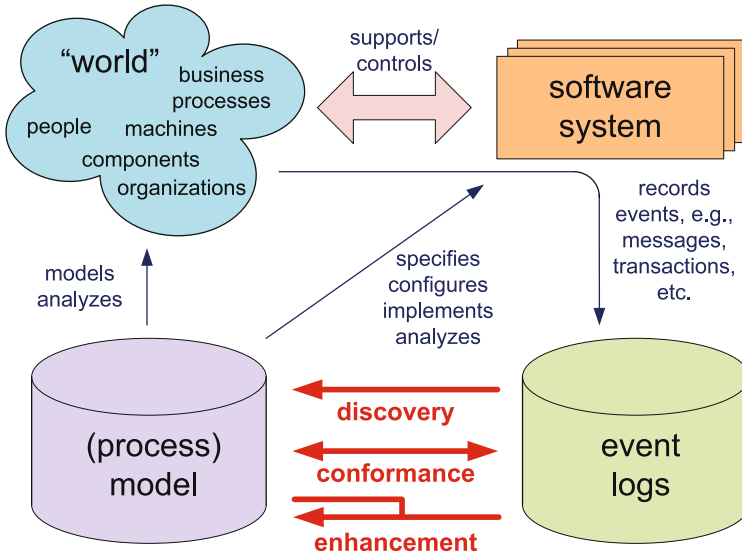 “world”
business
processes
people
machines
components
organizations
supports/
controls
software
system
records
events, e.g.,
messages,
transactions,
etc.
models
analyzes
specifies
configures
implements
analyzes
(process)
model
discovery
conformance
enhancement
event
logs